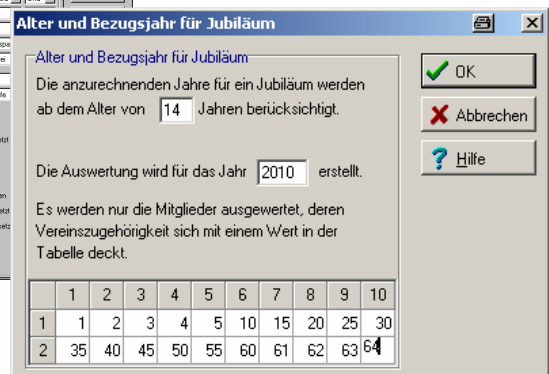 Alter und Bezugsjahr für Jubiläum
Alter und Bezugsjahr für Jubiläum
Die anzurechnenden Jahre für ein Jubiläum werden
ab dem Alter von 14 Jahren berücksichtigt.
Die Auswertung wird für das Jahr 2010 erstellt.
Es werden nur die Mitglieder ausgewertet, deren
Vereinszugehörigkeit sich mit einem Wert in der
Tabelle deckt.
1 2 3 4 5 6 7 8 9 10
1 1 2 3 4 5 10 15 20 25 30
2 35 40 45 50 55 60 61 62 63 64
OK
Abbrechen
Hilfe